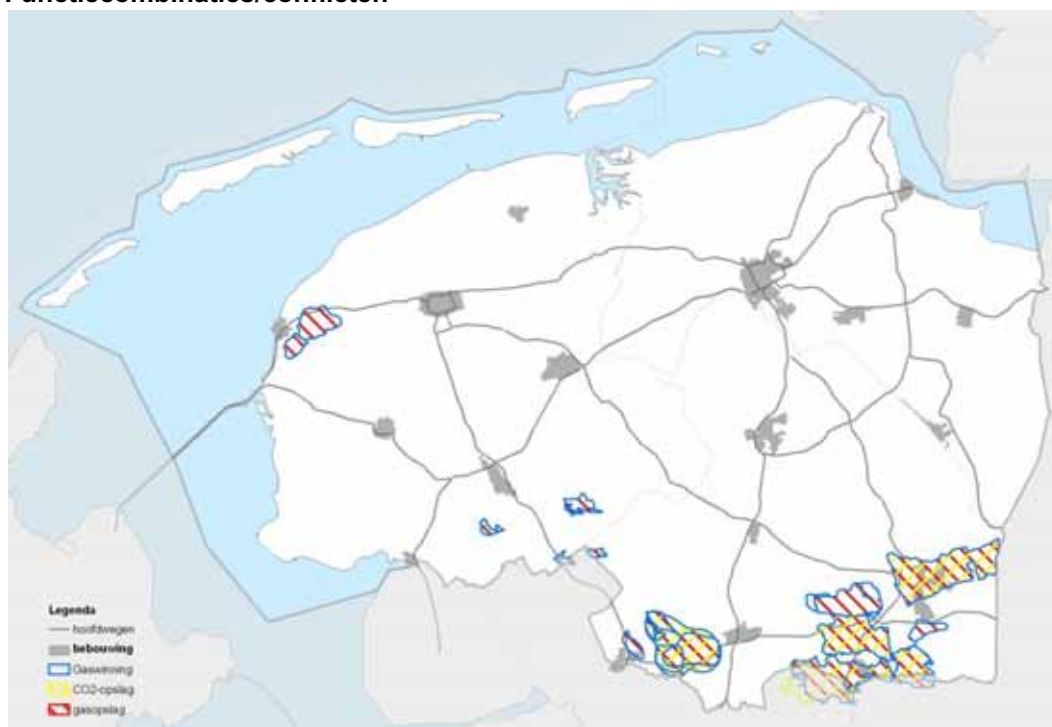 Functiecombinaties/conflicten
Legenda
hoofdwegen
bebouwing
Gaswinning
CO2-opslag
gasopslag